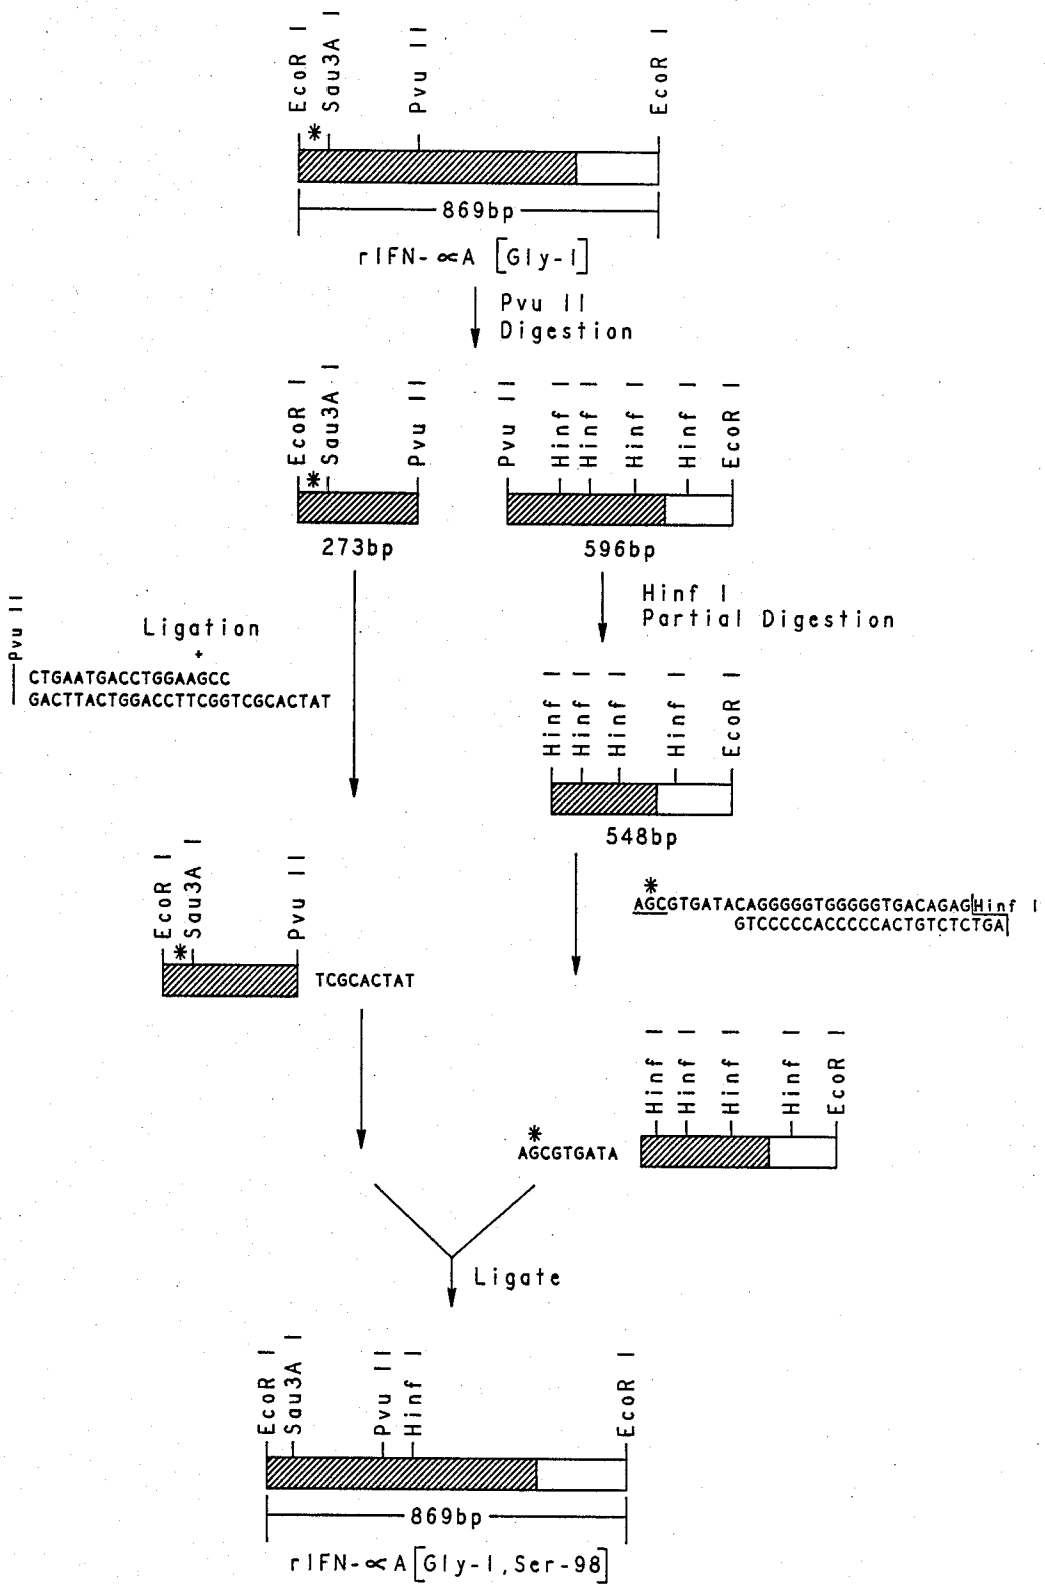 EcoR I
Sau3A I
Pvu II
EcoR I
*
869bp
rIFN-∝A [Gly-1]
Pvu II
Digestion
EcoR I
Sau3A I
Pvu II
Pvu II
Hinf I
Hinf I
Hinf I
Hinf I
EcoR I
*
273bp
596bp
Hinf I
Partial Digestion
Pvu II
Ligation
+
CTGAATGACCTGGAAGCC
GACTTACTGGACCTTCGGTCGCACTAT
Hinf I
Hinf I
Hinf I
Hinf I
EcoR I
548bp
*
AGCGTGATACAGGGGGTGGGGGTGACAGAG Hinf I
GTCCCCCACCCCCACTGTCTCTGA
EcoR I
Sau3A I
Pvu II
*
TCGCACTAT
Hinf I
Hinf I
Hinf I
Hinf I
EcoR I
*
AGCGTGATA
Ligate
EcoR I
Sau3A I
Pvu II
Hinf I
EcoR I
869bp
rIFN-∝A [Gly-1,Ser-98]